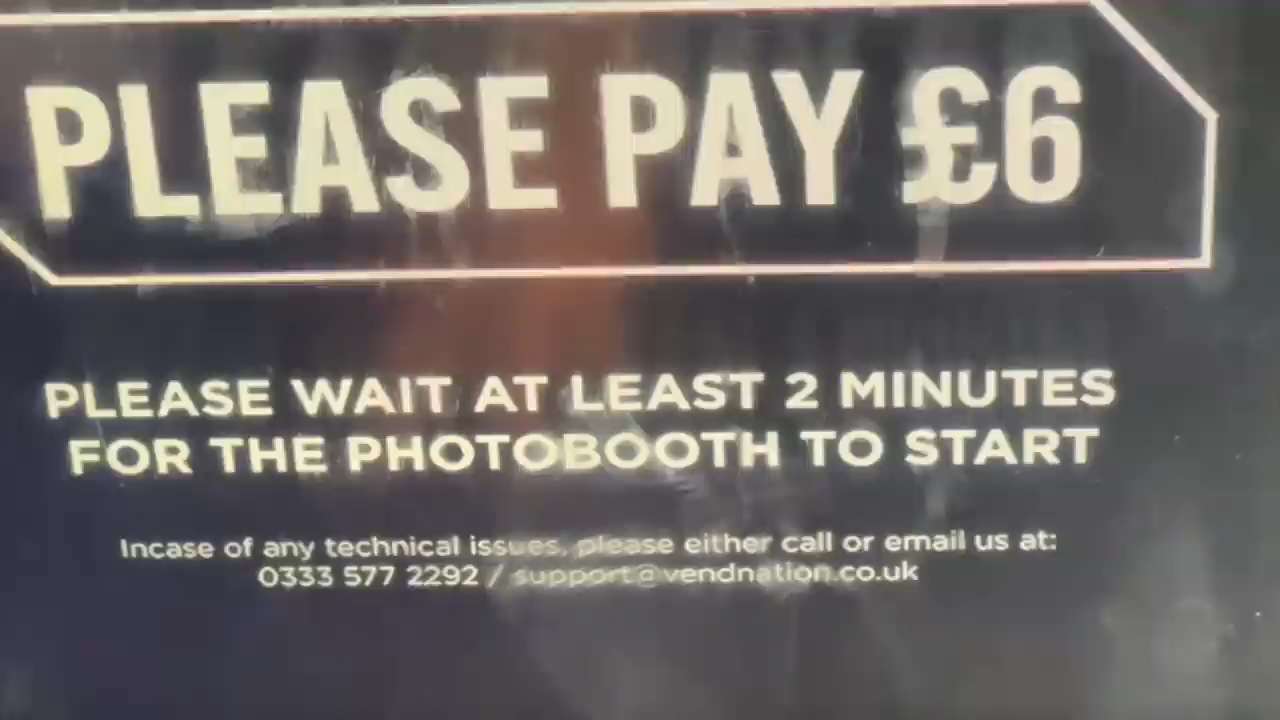 PLEASE PAY £6
PLEASE WAIT AT LEAST 2 MINUTES
FOR THE PHOTOBOOTH TO START
Incase of any technical issues, please either call or email us at:
0333 577 2292 / support@vendnation.co.uk